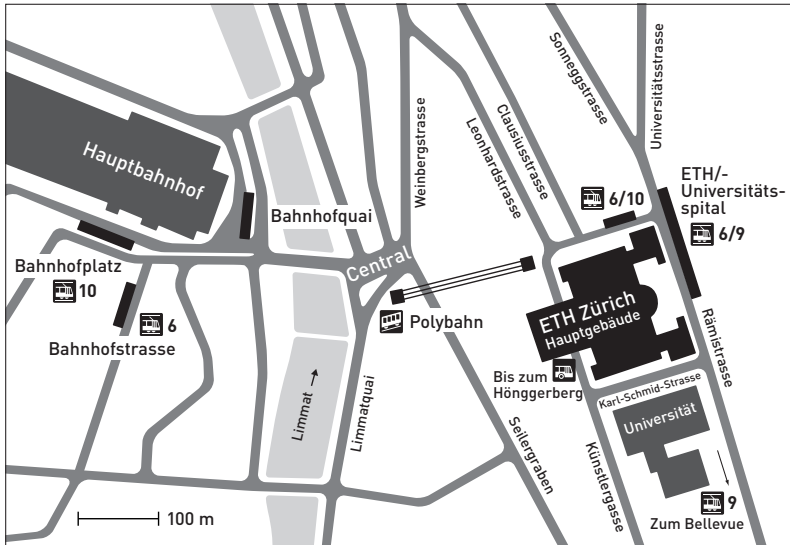 Hauptbahnhof
Bahnhofquai
Bahnhofplatz
10
6
Bahnhofstrasse
Central
Weinbergstrasse
Leonhardstrasse
Clausiusstrasse
Sonneggstrasse
Universitätsstrasse
ETH/-
Universitäts-
spital
6/9
6/10
Polybahn
ETH Zürich
Hauptgebäude
Bis zum
Hönggerberg
Karl-Schmid-Strasse
Rämistrasse
Universität
Limmat
Limmatquai
Seilergraben
Künstlergasse
9
Zum Bellevue
100 m